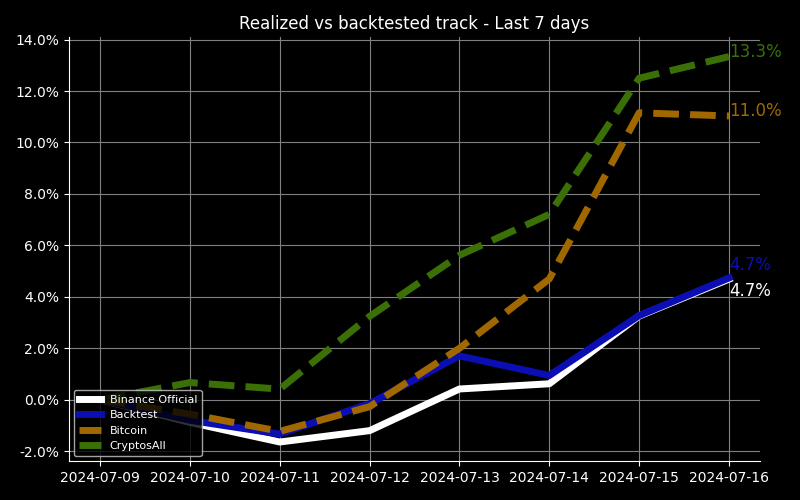 Realized vs backtested track - Last 7 days
14.0%
12.0%
10.0%
8.0%
6.0%
4.0%
2.0%
0.0%
-2.0%
13.3%
11.0%
4.7%
4.7%
Binance Official
Backtest
Bitcoin
CryptosAll
2024-07-09 2024-07-10 2024-07-11 2024-07-12 2024-07-13 2024-07-14 2024-07-15 2024-07-16